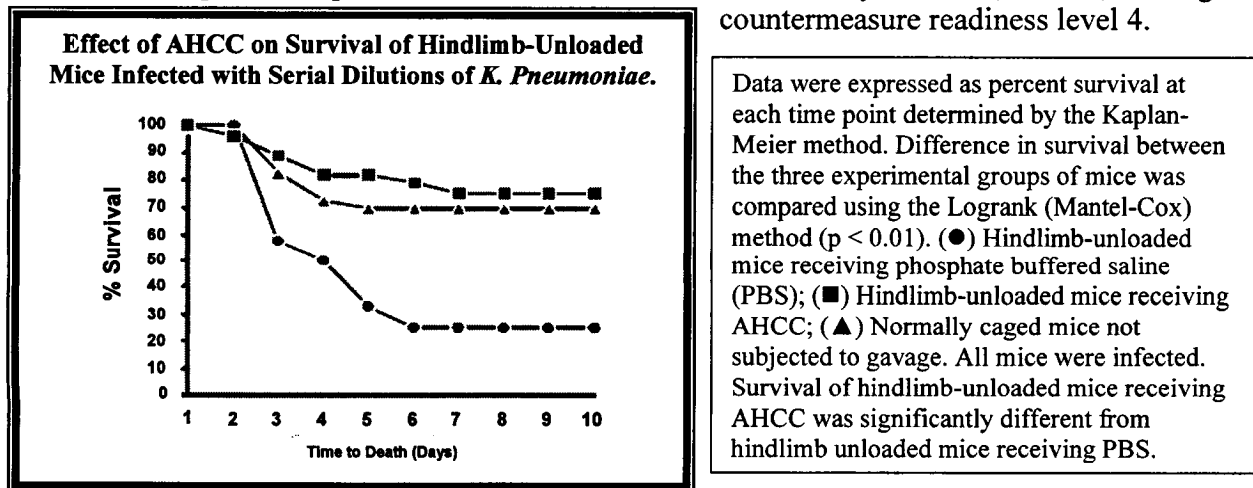 countermeasure readiness level 4.
Effect of AHCC on Survival of Hindlimb-Unloaded
Mice Infected with Serial Dilutions of K. Pneumoniae.
% Survival
100
90
80
70
60
50
40
30
20
10
0
1 2 3 4 5 6 7 8 9 10
Time to Death (Days)
Data were expressed as percent survival at
each time point determined by the Kaplan-
Meier method. Difference in survival between
the three experimental groups of mice was
compared using the Logrank (Mantel-Cox)
method (p < 0.01). (●) Hindlimb-unloaded
mice receiving phosphate buffered saline
(PBS); (■) Hindlimb-unloaded mice receiving
AHCC; (▲) Normally caged mice not
subjected to gavage. All mice were infected.
Survival of hindlimb-unloaded mice receiving
AHCC was significantly different from
hindlimb unloaded mice receiving PBS.